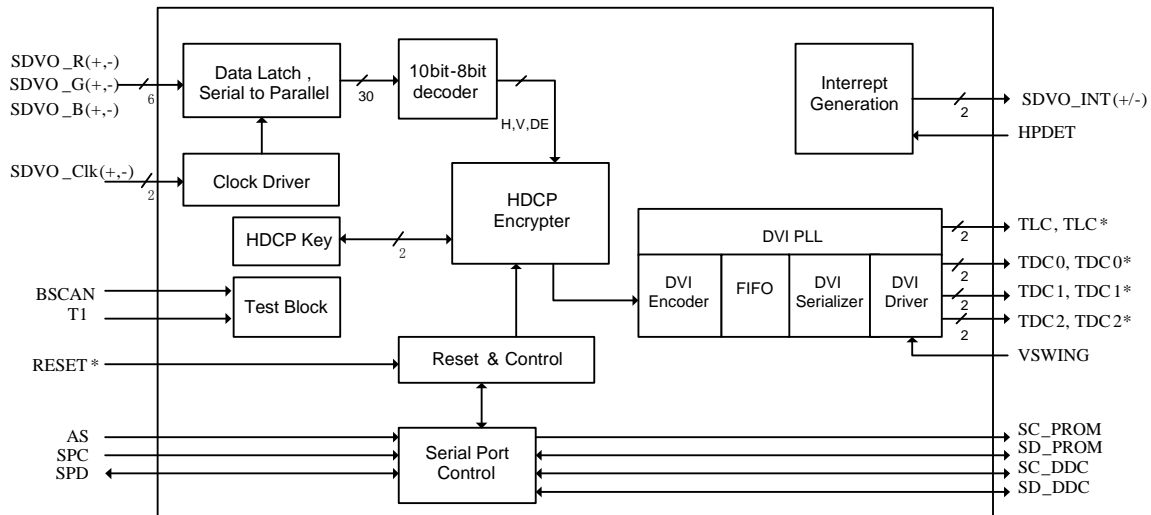 SDVO_R(+,-)
SDVO_G(+,-)
SDVO_B(+,-)
6
Data Latch ,
Serial to Parallel
30
10bit-8bit
decoder
H,V,DE
Interrept
Generation
2
SDVO_INT(+/-)
HPDET
SDVO_Clk(+,-)
2
Clock Driver
HDCP
Encrypter
HDCP Key
2
DVI PLL
DVI
Encoder
FIFO
DVI
Serializer
DVI
Driver
2
TLC, TLC*
2
TDC0, TDC0*
2
TDC1, TDC1*
2
TDC2, TDC2*
VSWING
BSCAN
T1
Test Block
RESET*
Reset & Control
AS
SPC
SPD
Serial Port
Control
SC_PROM
SD_PROM
SC_DDC
SD_DDC